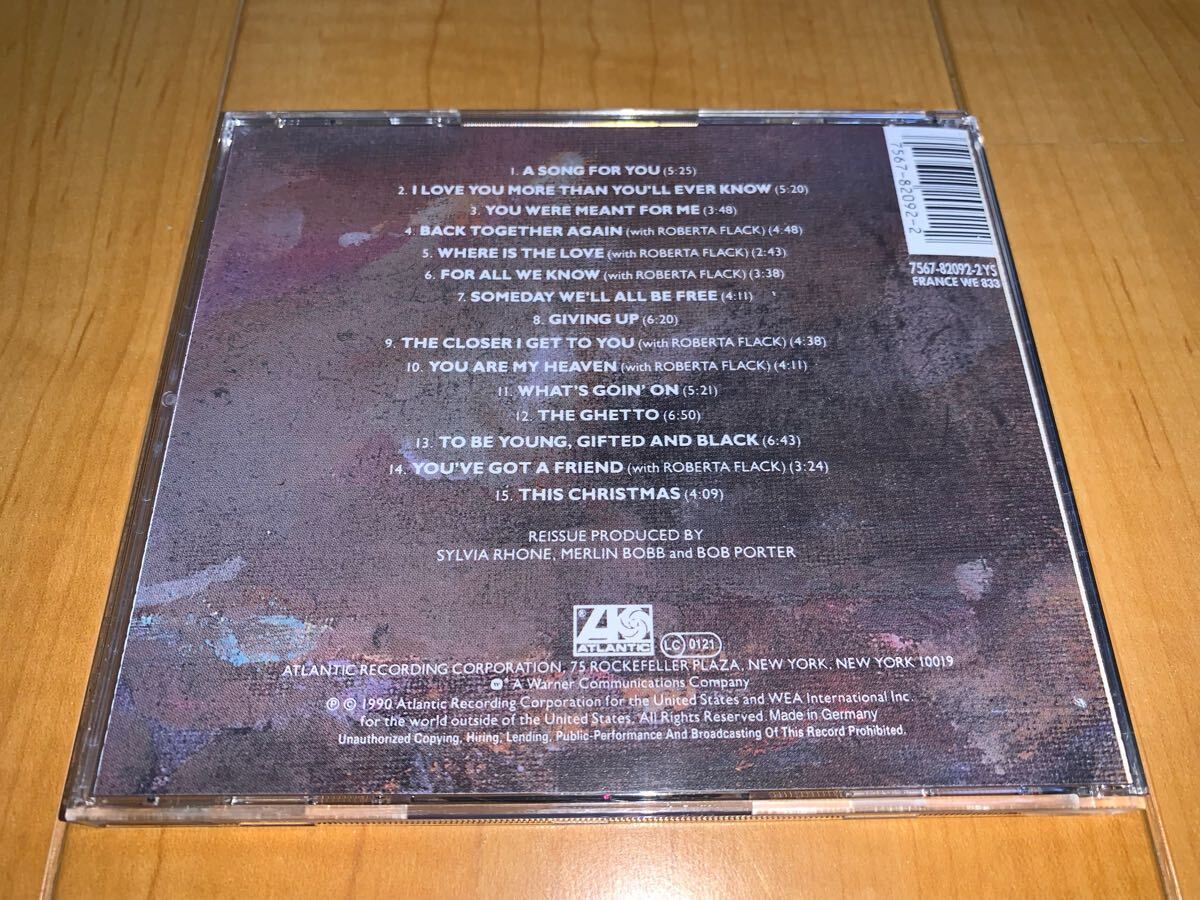 1. A SONG FOR YOU (5:25)
2. I LOVE YOU MORE THAN YOU'LL EVER KNOW (5:20)
3. YOU WERE MEANT FOR ME (3:48)
4. BACK TOGETHER AGAIN (with ROBERTA FLACK) (4:48)
5. WHERE IS THE LOVE (with ROBERTA FLACK) (2:43)
6. FOR ALL WE KNOW (with ROBERTA FLACK) (3:38)
7. SOMEDAY WE'LL ALL BE FREE (4:11)
8. GIVING UP (6:20)
9. THE CLOSER I GET TO YOU (with ROBERTA FLACK) (4:38)
10. YOU ARE MY HEAVEN (with ROBERTA FLACK) (4:11)
11. WHAT'S GOIN' ON (5:21)
12. THE GHETTO (6:50)
13. TO BE YOUNG, GIFTED AND BLACK (6:43)
14. YOU'VE GOT A FRIEND (with ROBERTA FLACK) (3:24)
15. THIS CHRISTMAS (4:09)
REISSUE PRODUCED BY
SYLVIA RHONE, MERLIN BOBB and BOB PORTER
7567-82092-2
7567-82092-2 YS
FRANCE WE 833
® ATLANTIC
LC 0121
ATLANTIC RECORDING CORPORATION, 75 ROCKEFELLER PLAZA, NEW YORK, NEW YORK 10019
A Warner Communications Company
℗ © 1990 Atlantic Recording Corporation for the United States and WEA International Inc.
for the world outside of the United States. All Rights Reserved. Made in Germany
Unauthorized Copying, Hiring, Lending, Public-Performance And Broadcasting Of This Record Prohibited.